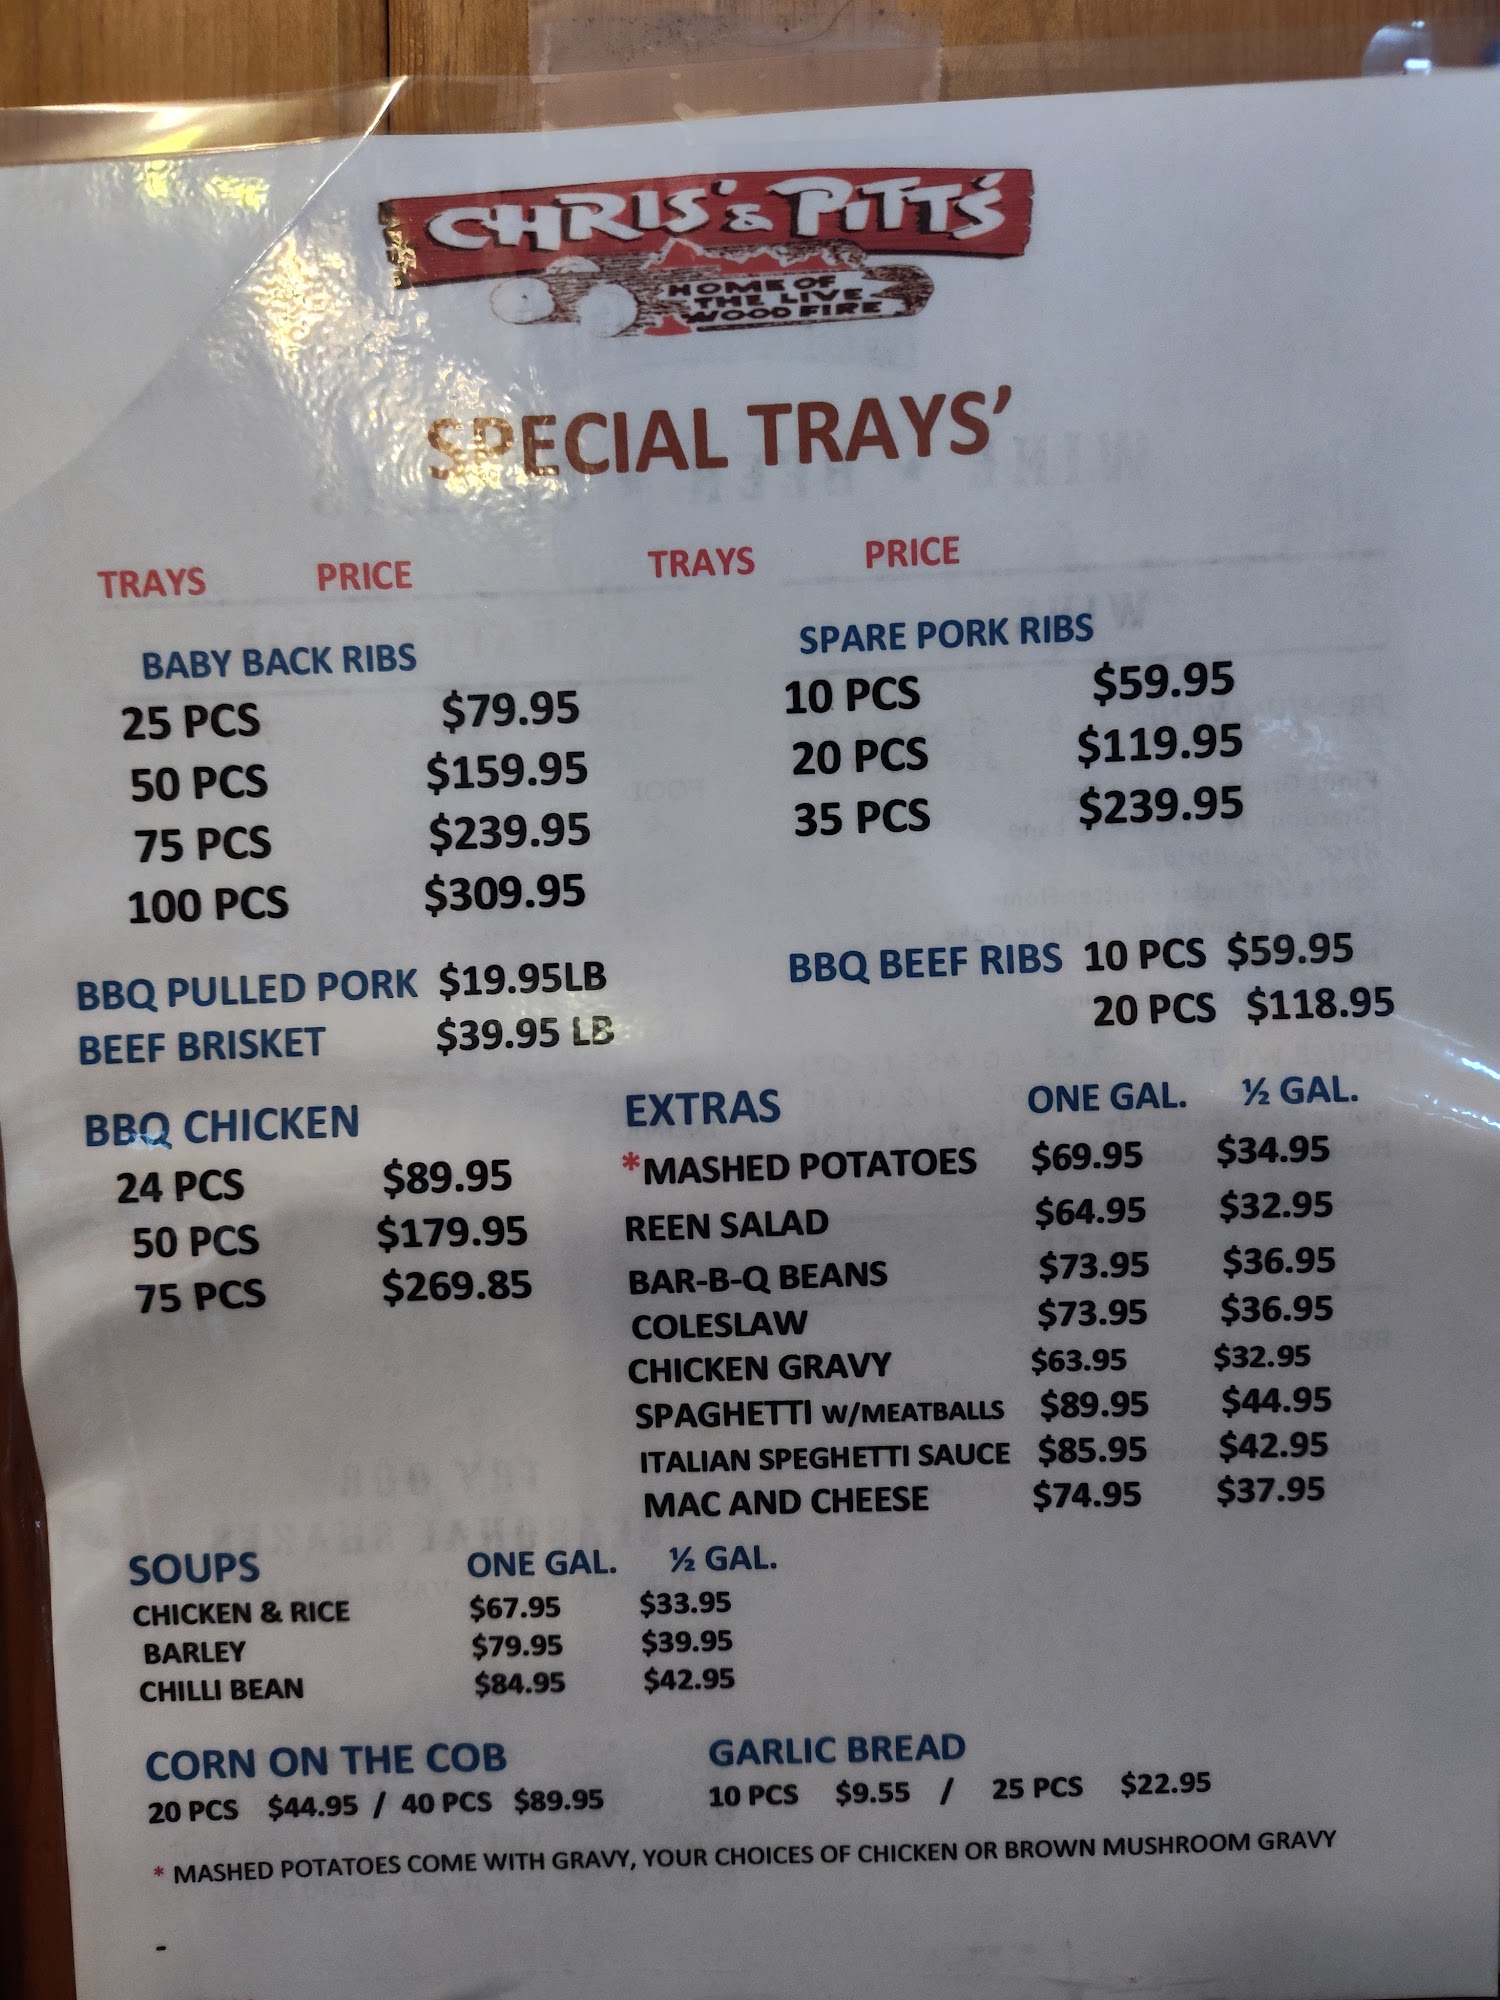 CHRIS' & PITT'S
HOME OF
THE LIVE
WOOD FIRE
SPECIAL TRAYS'
TRAYS PRICE TRAYS PRICE
BABY BACK RIBS
25 PCS $79.95
50 PCS $159.95
75 PCS $239.95
100 PCS $309.95
SPARE PORK RIBS
10 PCS $59.95
20 PCS $119.95
35 PCS $239.95
BBQ PULLED PORK $19.95LB
BEEF BRISKET $39.95 LB
BBQ BEEF RIBS 10 PCS $59.95
20 PCS $118.95
BBQ CHICKEN
24 PCS $89.95
50 PCS $179.95
75 PCS $269.85
EXTRAS ONE GAL. ½ GAL.
*MASHED POTATOES $69.95 $34.95
REEN SALAD $64.95 $32.95
BAR-B-Q BEANS $73.95 $36.95
COLESLAW $73.95 $36.95
CHICKEN GRAVY $63.95 $32.95
SPAGHETTI W/MEATBALLS $89.95 $44.95
ITALIAN SPEGHETTI SAUCE $85.95 $42.95
MAC AND CHEESE $74.95 $37.95
SOUPS ONE GAL. ½ GAL.
CHICKEN & RICE $67.95 $33.95
BARLEY $79.95 $39.95
CHILLI BEAN $84.95 $42.95
CORN ON THE COB
20 PCS $44.95 / 40 PCS $89.95
GARLIC BREAD
10 PCS $9.55 / 25 PCS $22.95
* MASHED POTATOES COME WITH GRAVY, YOUR CHOICES OF CHICKEN OR BROWN MUSHROOM GRAVY
-